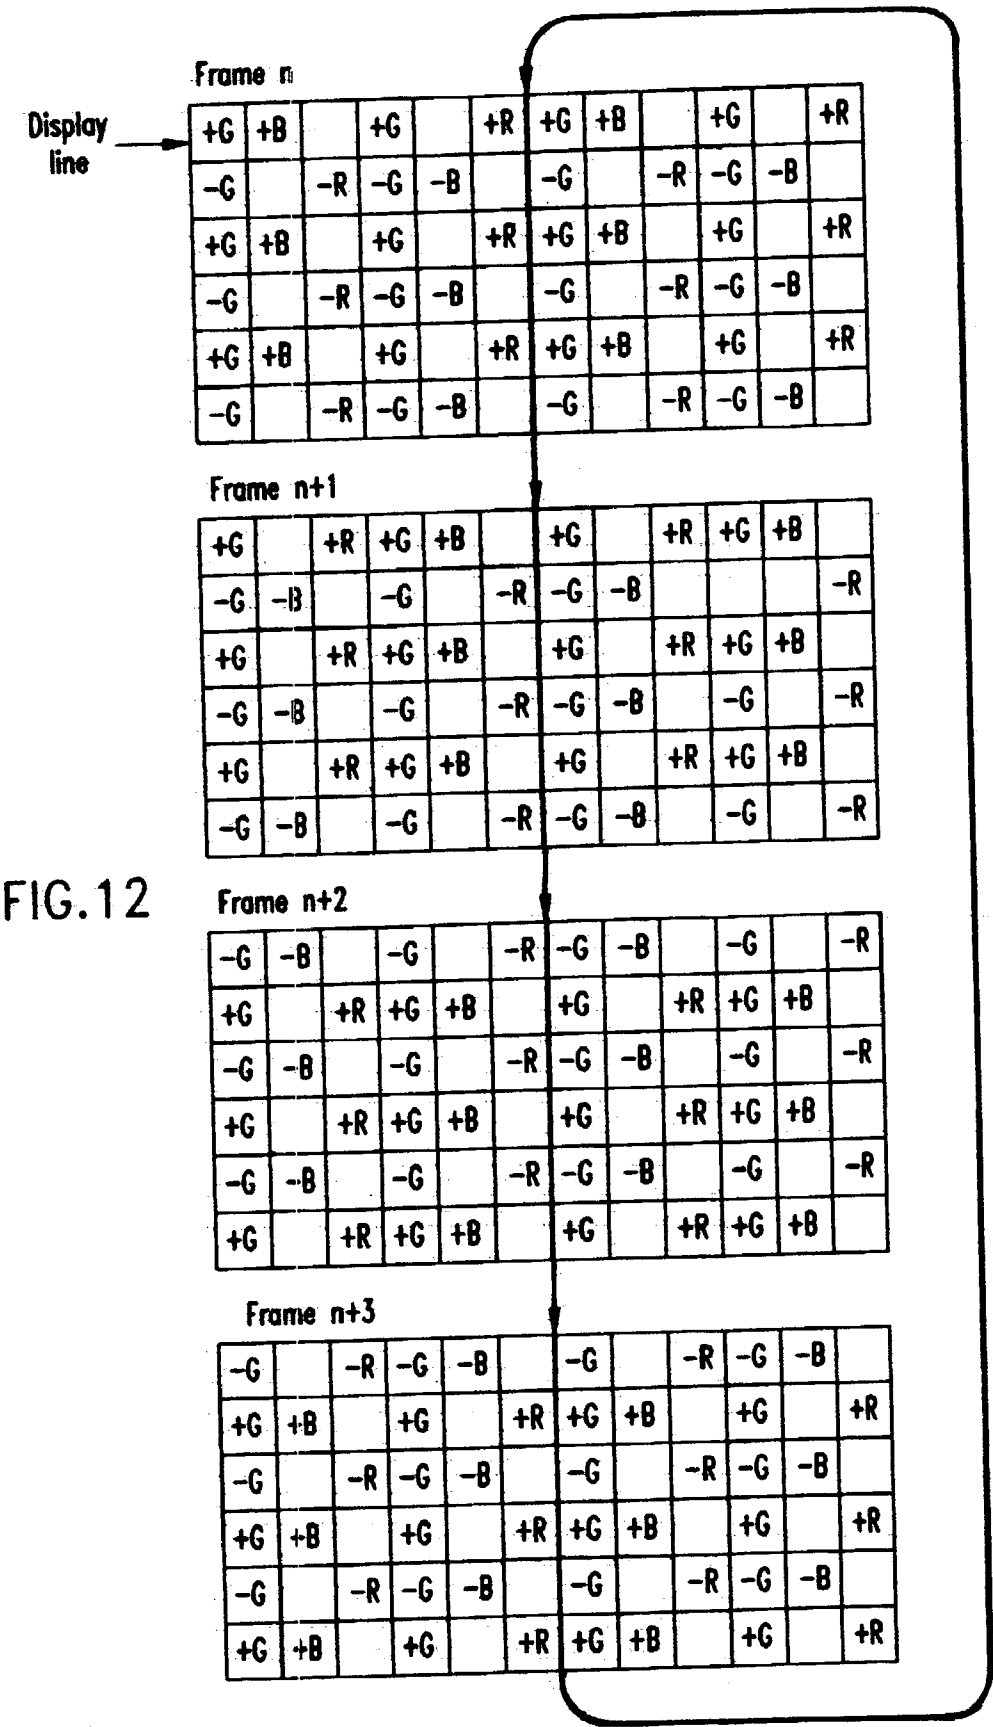 Frame n
Display
line
+G +B +G +R +G +B +G +R
-G -R -G -B -G -R -G -B
+G +B +G +R +G +B +G +R
-G -R -G -B -G -R -G -B
+G +B +G +R +G +B +G +R
-G -R -G -B -G -R -G -B
Frame n+1
+G +R +G +B +G +R +G +B
-G -B -G -R -G -B -R
+G +R +G +B +G +R +G +B
-G -B -G -R -G -B -G -R
+G +R +G +B +G +R +G +B
-G -B -G -R -G -B -G -R
FIG.12
Frame n+2
-G -B -G -R -G -B -G -R
+G +R +G +B +G +R +G +B
-G -B -G -R -G -B -G -R
+G +R +G +B +G +R +G +B
-G -B -G -R -G -B -G -R
+G +R +G +B +G +R +G +B
Frame n+3
-G -R -G -B -G -R -G -B
+G +B +G +R +G +B +G +R
-G -R -G -B -G -R -G -B
+G +B +G +R +G +B +G +R
-G -R -G -B -G -R -G -B
+G +B +G +R +G +B +G +R